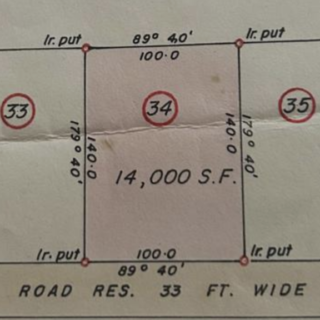 Ir. put 89° 40' Ir. put
100·0
33 34 35
179° 40' 140·0 140·0 179° 40'
14,000 S.F.
Ir. put 100·0 Ir. put
89° 40'
ROAD RES. 33 FT. WIDE